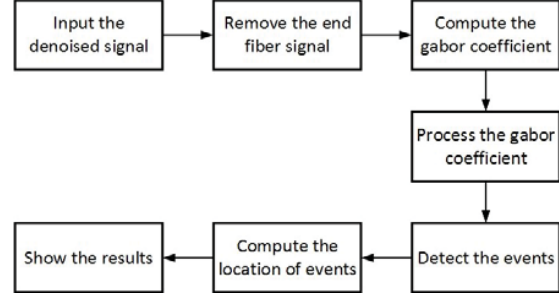 Input the
denoised signal
Remove the end
fiber signal
Compute the
gabor coefficient
Process the gabor
coefficient
Detect the events
Compute the
location of events
Show the results